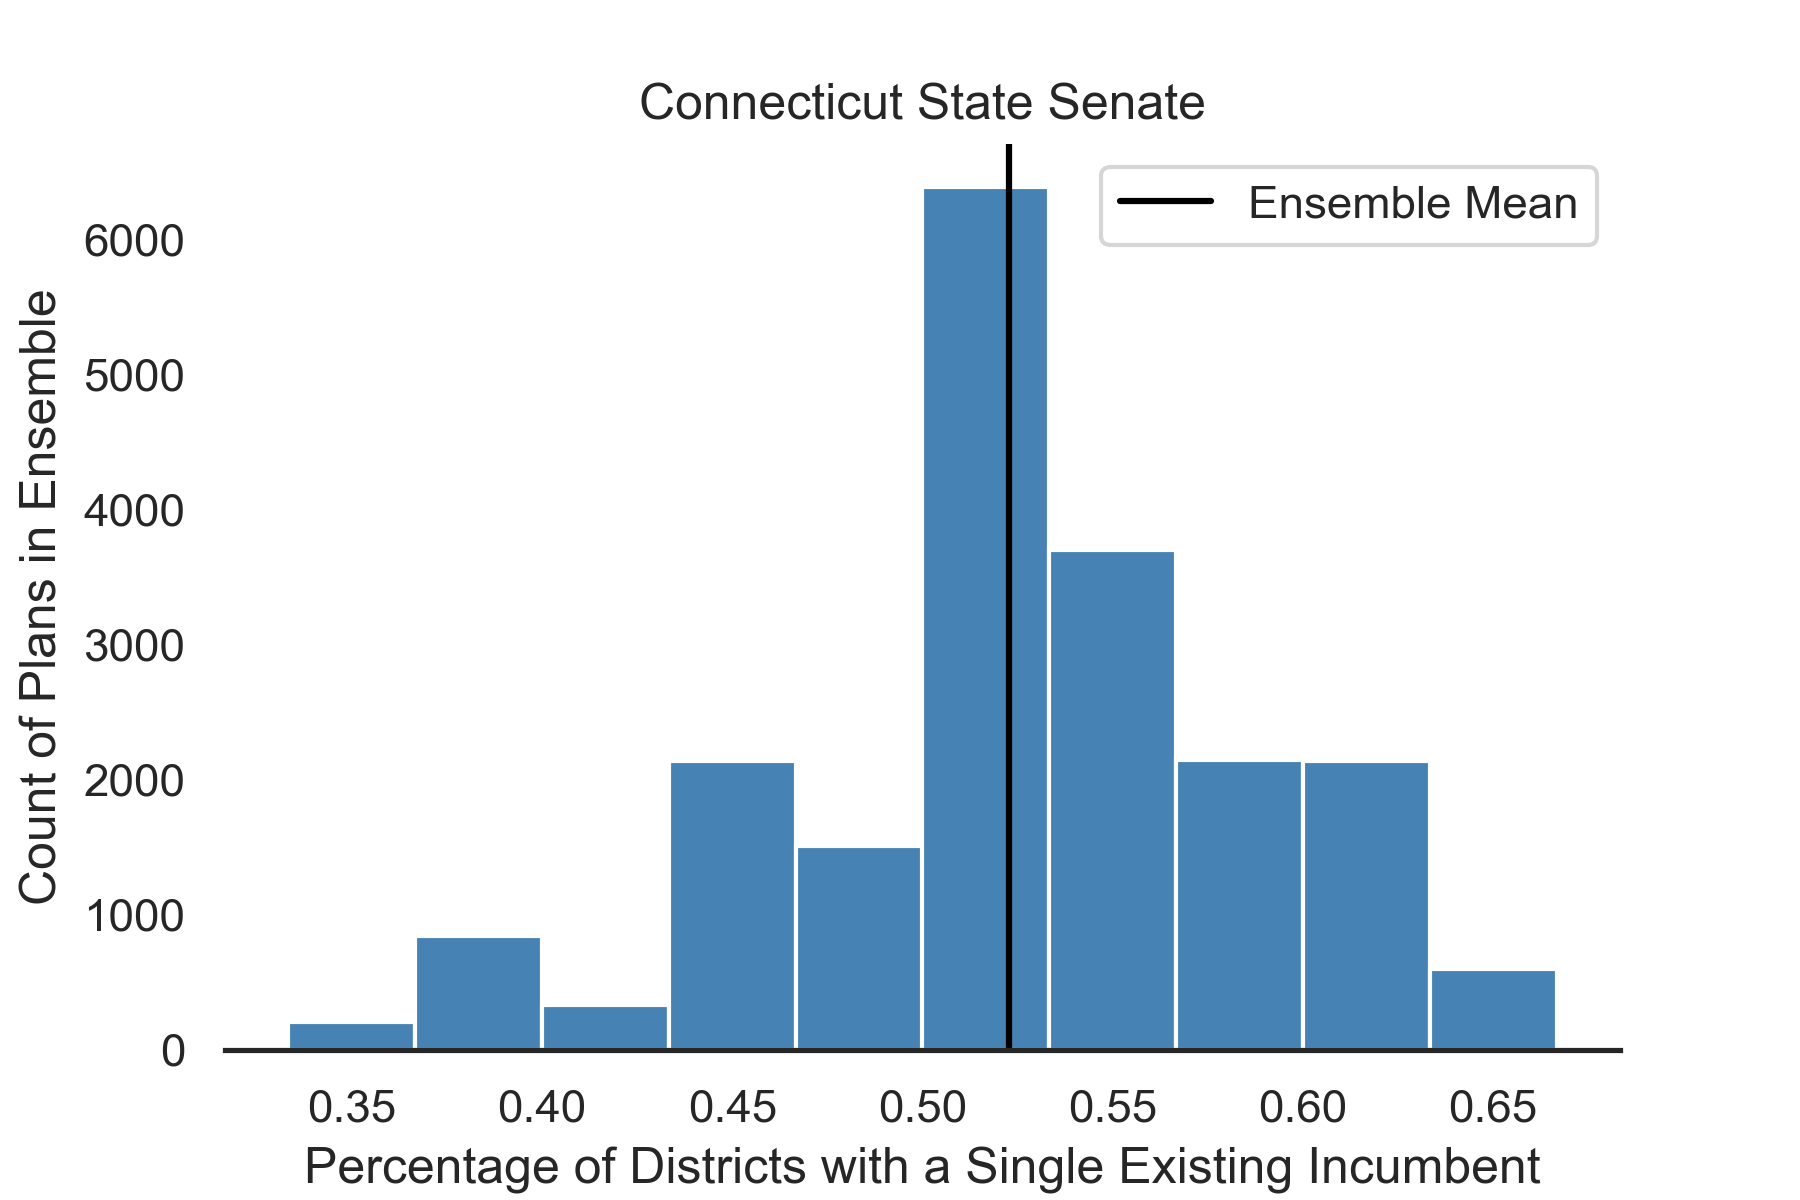 Connecticut State Senate
Ensemble Mean
Count of Plans in Ensemble
6000
5000
4000
3000
2000
1000
0
0.35 0.40 0.45 0.50 0.55 0.60 0.65
Percentage of Districts with a Single Existing Incumbent